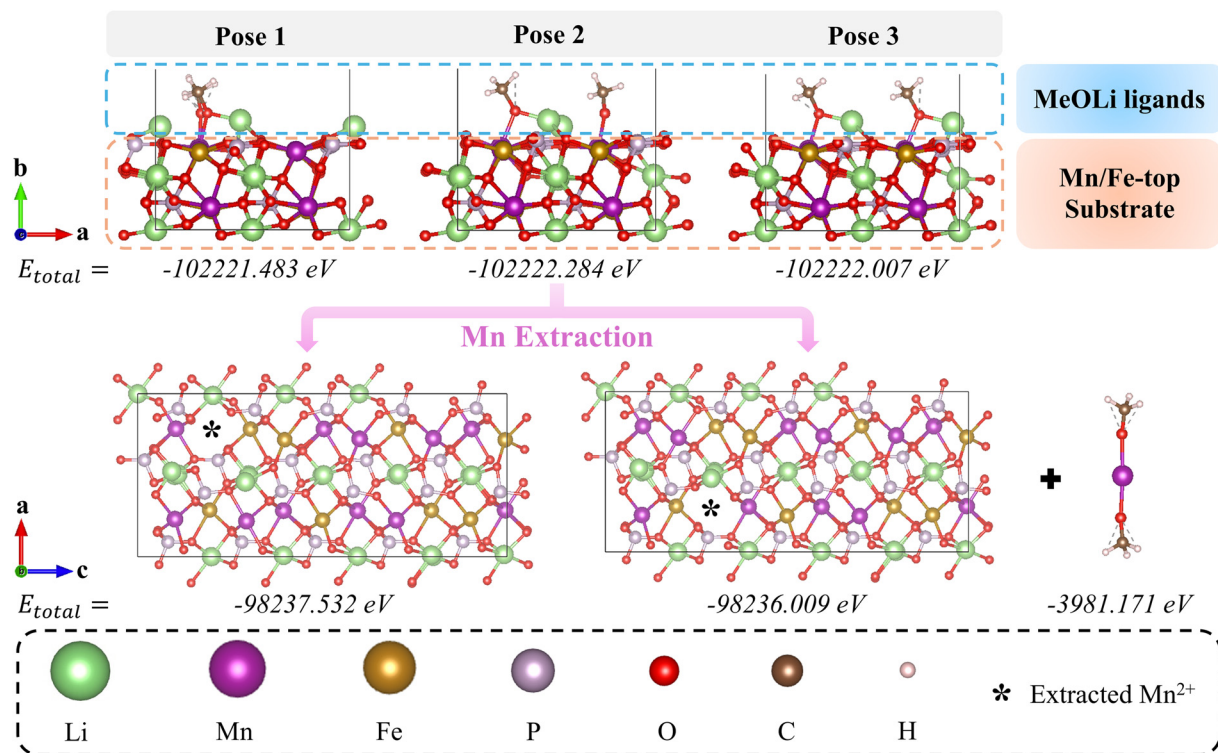 Pose 1 Pose 2 Pose 3
MeOLi ligands
Mn/Fe-top
Substrate
b
a
E_total = -102221.483 eV -102222.284 eV -102222.007 eV
Mn Extraction
*
*
a
c
E_total = -98237.532 eV -98236.009 eV -3981.171 eV
Li Mn Fe P O C H
* Extracted Mn²⁺